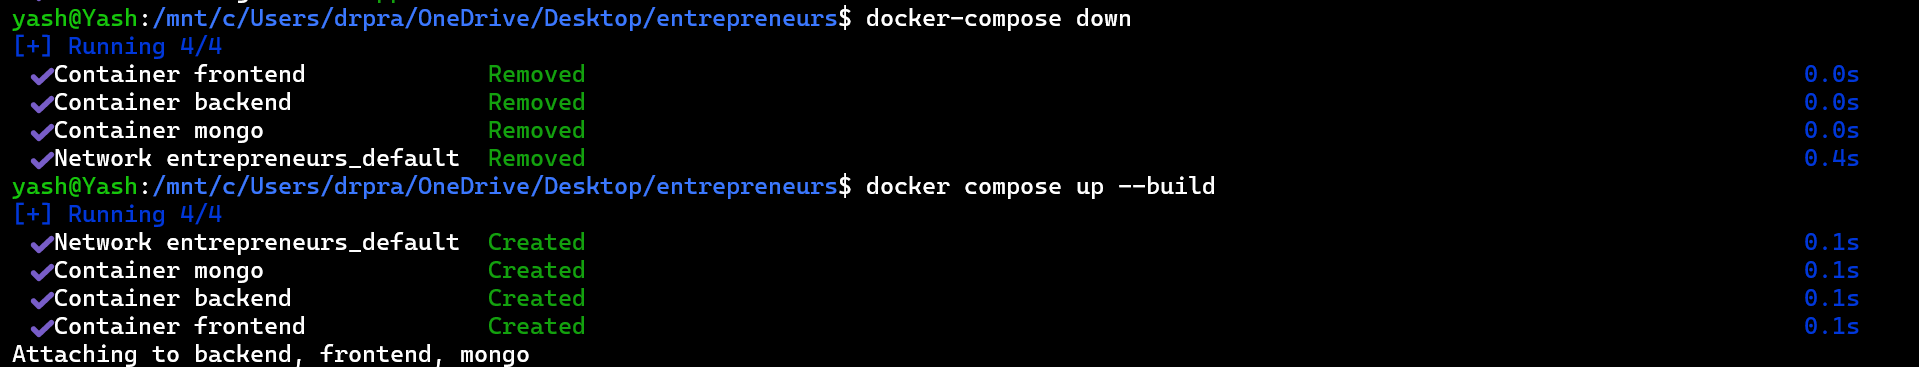 yash@Yash:/mnt/c/Users/drpra/OneDrive/Desktop/entrepreneurs$ docker-compose down
[+] Running 4/4
✔Container frontend Removed 0.0s
✔Container backend Removed 0.0s
✔Container mongo Removed 0.0s
✔Network entrepreneurs_default Removed 0.4s
yash@Yash:/mnt/c/Users/drpra/OneDrive/Desktop/entrepreneurs$ docker compose up --build
[+] Running 4/4
✔Network entrepreneurs_default Created 0.1s
✔Container mongo Created 0.1s
✔Container backend Created 0.1s
✔Container frontend Created 0.1s
Attaching to backend, frontend, mongo